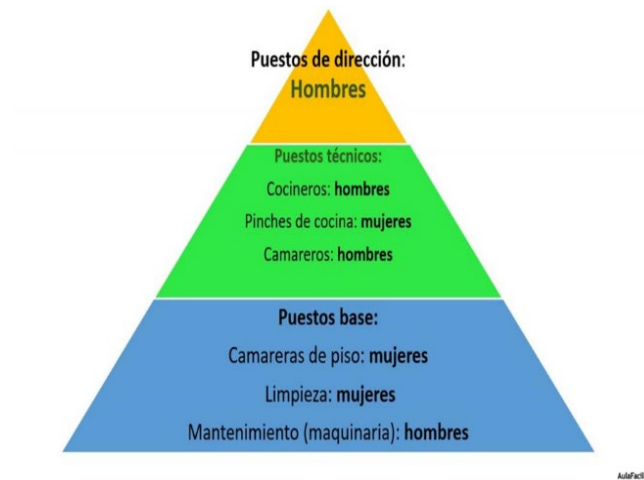 Puestos de dirección:
Hombres
Puestos técnicos:
Cocineros: hombres
Pinches de cocina: mujeres
Camareros: hombres
Puestos base:
Camareras de piso: mujeres
Limpieza: mujeres
Mantenimiento (maquinaria): hombres
AulaFacil